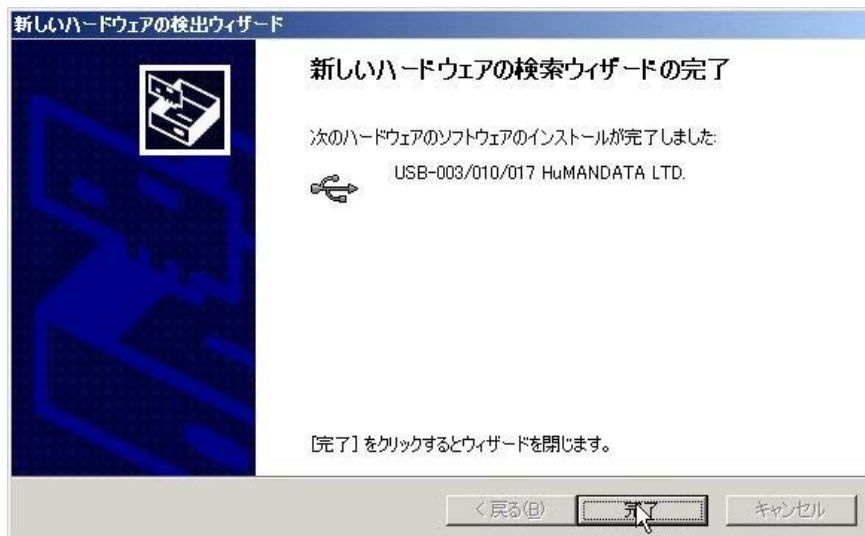 新しいハードウェアの検出ウィザード
新しいハードウェアの検索ウィザードの完了
次のハードウェアのソフトウェアのインストールが完了しました:
USB-003/010/017 HuMANDATA LTD.
[完了] をクリックするとウィザードを閉じます。
< 戻る(B)
完了
キャンセル